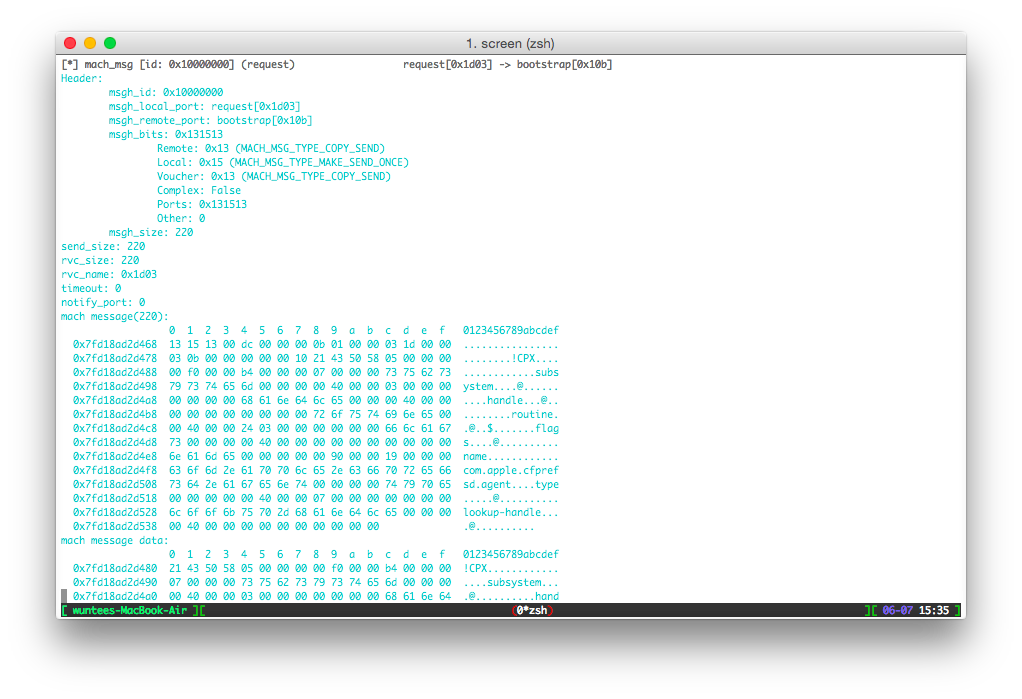 1. screen (zsh)
[*] mach_msg [id: 0x10000000] (request) request[0x1d03] -> bootstrap[0x10b]
Header:
msgh_id: 0x10000000
msgh_local_port: request[0x1d03]
msgh_remote_port: bootstrap[0x10b]
msgh_bits: 0x131513
Remote: 0x13 (MACH_MSG_TYPE_COPY_SEND)
Local: 0x15 (MACH_MSG_TYPE_MAKE_SEND_ONCE)
Voucher: 0x13 (MACH_MSG_TYPE_COPY_SEND)
Complex: False
Ports: 0x131513
Other: 0
msgh_size: 220
send_size: 220
rvc_size: 220
rvc_name: 0x1d03
timeout: 0
notify_port: 0
mach message(220):
0 1 2 3 4 5 6 7 8 9 a b c d e f 0123456789abcdef
0x7fd18ad2d468 13 15 13 00 dc 00 00 00 0b 01 00 00 03 1d 00 00 ................
0x7fd18ad2d478 03 0b 00 00 00 00 00 10 21 43 50 58 05 00 00 00 ........!CPX....
0x7fd18ad2d488 00 f0 00 00 b4 00 00 00 07 00 00 00 73 75 62 73 ............subs
0x7fd18ad2d498 79 73 74 65 6d 00 00 00 00 40 00 00 03 00 00 00 ystem....@......
0x7fd18ad2d4a8 00 00 00 00 68 61 6e 64 6c 65 00 00 00 40 00 00 ....handle...@..
0x7fd18ad2d4b8 00 00 00 00 00 00 00 00 72 6f 75 74 69 6e 65 00 ........routine.
0x7fd18ad2d4c8 00 40 00 00 24 03 00 00 00 00 00 00 66 6c 61 67 .@..$.......flag
0x7fd18ad2d4d8 73 00 00 00 00 40 00 00 00 00 00 00 00 00 00 00 s....@..........
0x7fd18ad2d4e8 6e 61 6d 65 00 00 00 00 00 90 00 00 19 00 00 00 name............
0x7fd18ad2d4f8 63 6f 6d 2e 61 70 70 6c 65 2e 63 66 70 72 65 66 com.apple.cfpref
0x7fd18ad2d508 73 64 2e 61 67 65 6e 74 00 00 00 00 74 79 70 65 sd.agent....type
0x7fd18ad2d518 00 00 00 00 00 40 00 00 07 00 00 00 00 00 00 00 .....@..........
0x7fd18ad2d528 6c 6f 6f 6b 75 70 2d 68 61 6e 64 6c 65 00 00 00 lookup-handle...
0x7fd18ad2d538 00 40 00 00 00 00 00 00 00 00 00 00 .@..........
mach message data:
0 1 2 3 4 5 6 7 8 9 a b c d e f 0123456789abcdef
0x7fd18ad2d480 21 43 50 58 05 00 00 00 00 f0 00 00 b4 00 00 00 !CPX............
0x7fd18ad2d490 07 00 00 00 73 75 62 73 79 73 74 65 6d 00 00 00 ....subsystem...
0x7fd18ad2d4a0 00 40 00 00 03 00 00 00 00 00 00 00 68 61 6e 64 .@..........hand
[ wuntees-MacBook-Air ][ (0*zsh) ][ 06-07 15:35 ]